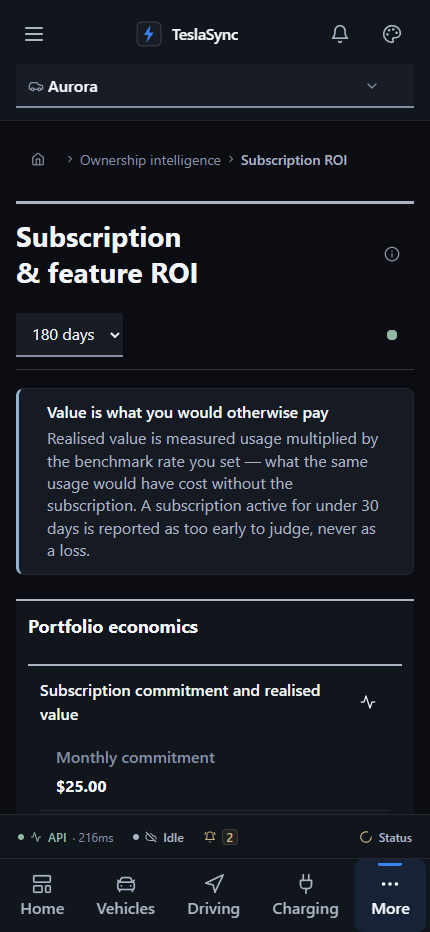 TeslaSync
Aurora
Ownership intelligence
Subscription ROI
Subscription
& feature ROI
180 days
Value is what you would otherwise pay
Realised value is measured usage multiplied by
the benchmark rate you set — what the same
usage would have cost without the
subscription. A subscription active for under 30
days is reported as too early to judge, never as
a loss.
Portfolio economics
Subscription commitment and realised
value
Monthly commitment
$25.00
API · 216ms
Idle
2
Status
Home
Vehicles
Driving
Charging
More